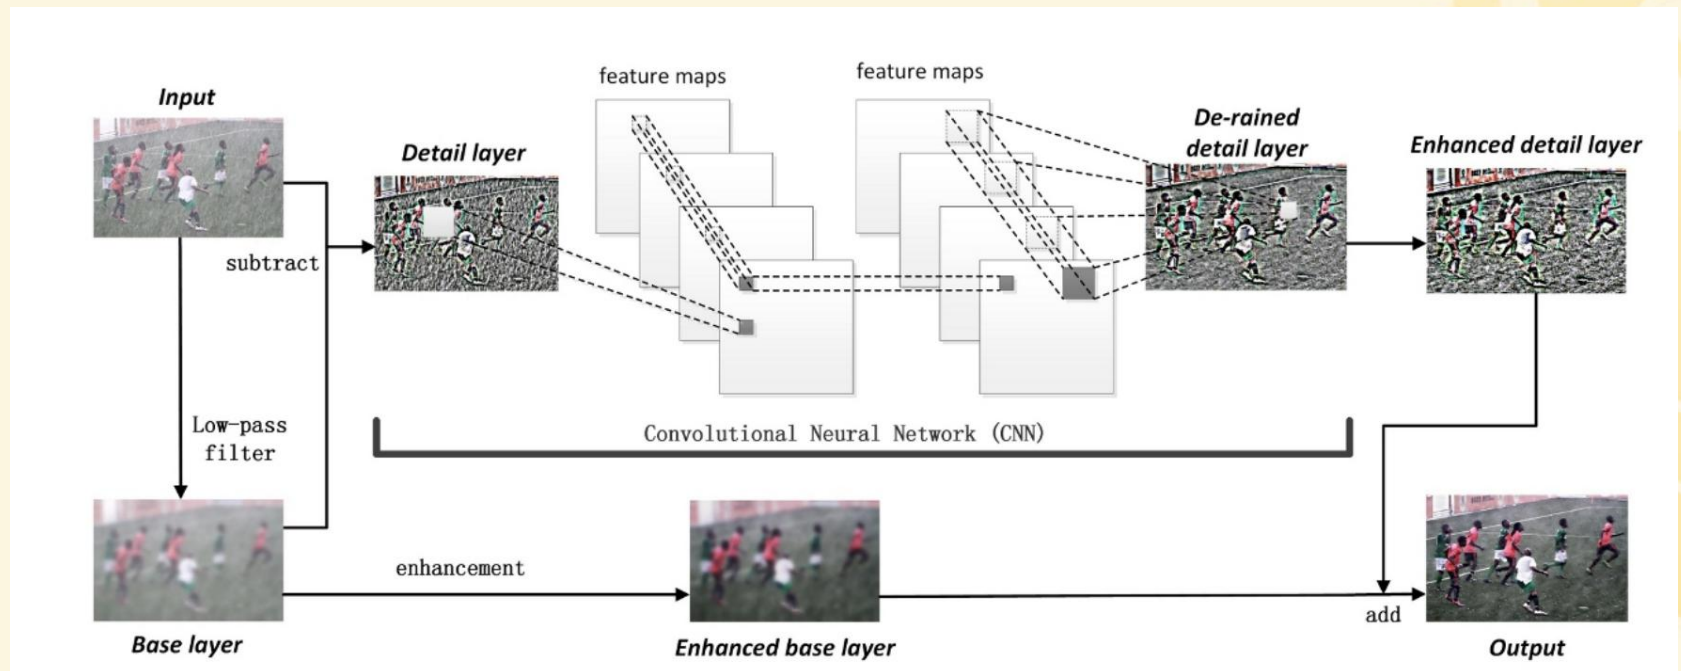 feature maps
feature maps
Input
De-rained
detail layer
Detail layer
Enhanced detail layer
subtract
Low-pass
filter
Convolutional Neural Network (CNN)
enhancement
add
Base layer
Enhanced base layer
Output